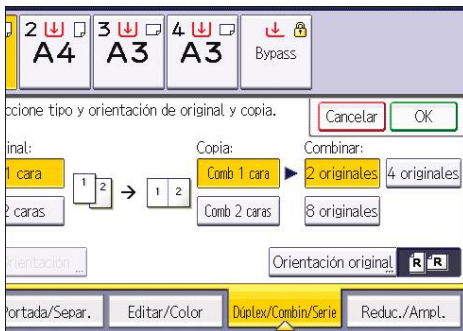 2 3 4
A4 A3 A3 Bypass
ccione tipo y orientación de original y copia. Cancelar OK
inal: Copia: Combinar:
1 cara 1 2 → 1 2 Comb 1 cara 2 originales 4 originales
2 caras Comb 2 caras 8 originales
Orientación Orientación original R R
Portada/Separ. Editar/Color Dúplex/Combin/Serie Reduc./Ampl.